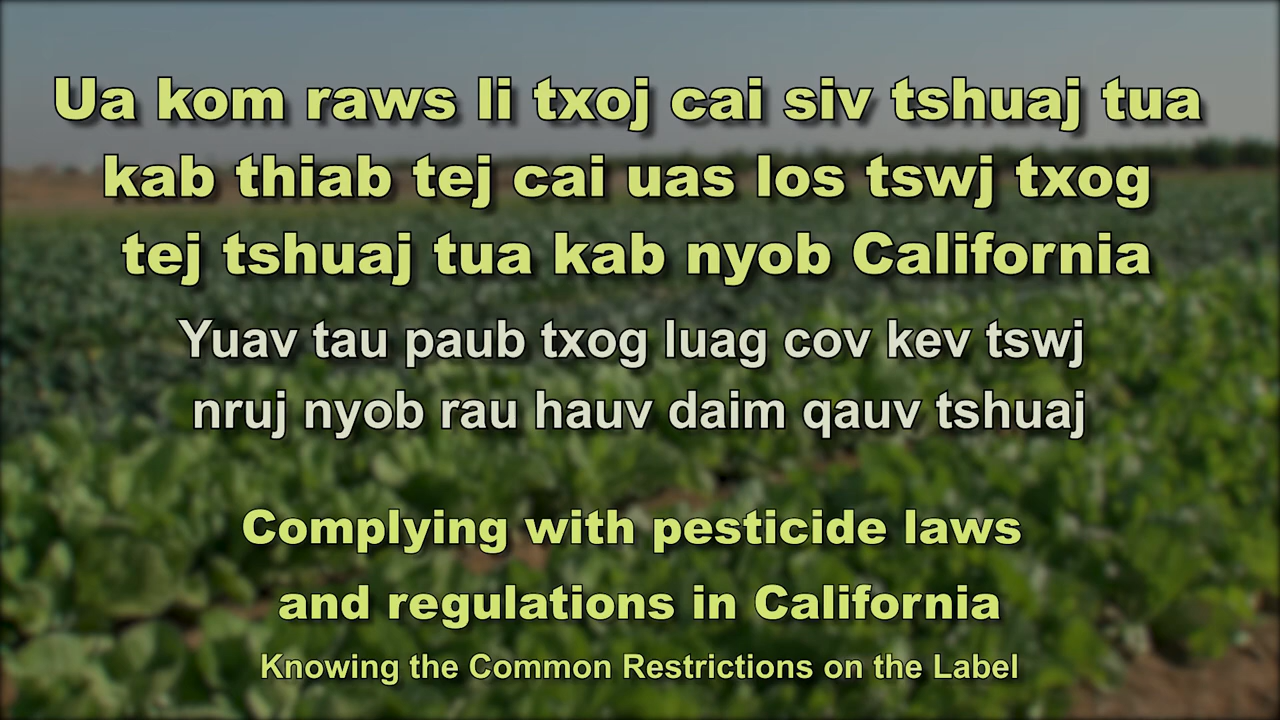 Ua kom raws li txoj cai siv tshuaj tua
kab thiab tej cai uas los tswj txog
tej tshuaj tua kab nyob California
Yuav tau paub txog luag cov kev tswj
nruj nyob rau hauv daim qauv tshuaj
Complying with pesticide laws
and regulations in California
Knowing the Common Restrictions on the Label